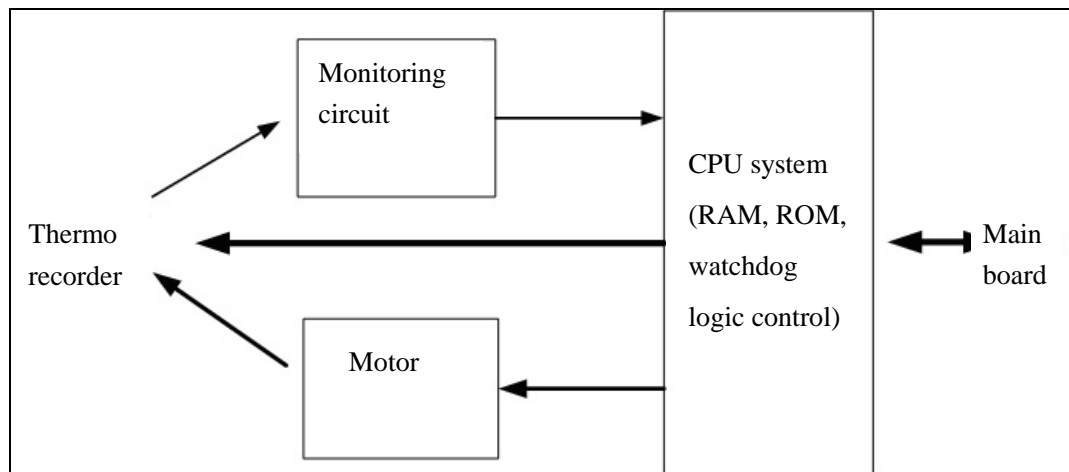 Monitoring
circuit
CPU system
(RAM, ROM,
watchdog
logic control)
Thermo
recorder
Main
board
Motor